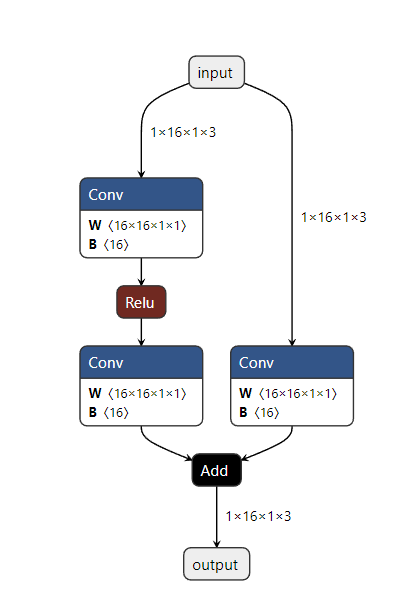 input
1×16×1×3
Conv
W ⟨16×16×1×1⟩
B ⟨16⟩
1×16×1×3
Relu
Conv
W ⟨16×16×1×1⟩
B ⟨16⟩
Conv
W ⟨16×16×1×1⟩
B ⟨16⟩
Add
1×16×1×3
output